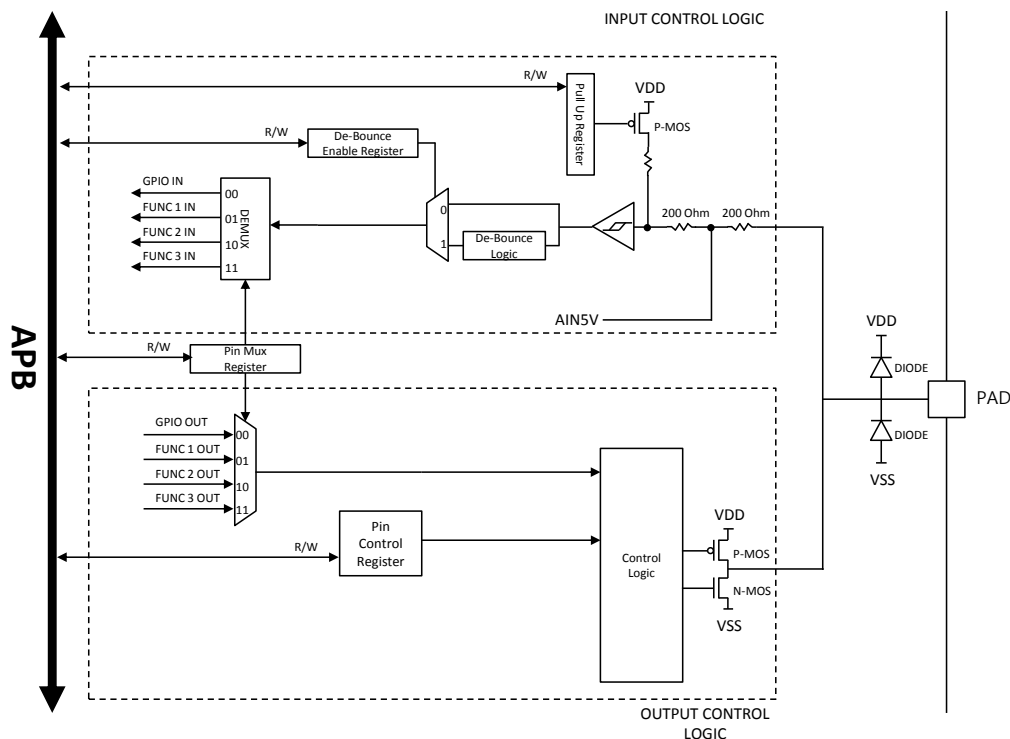 INPUT CONTROL LOGIC
R/W
Pull Up Register
VDD
P-MOS
R/W
De-Bounce
Enable Register
GPIO IN
FUNC 1 IN
FUNC 2 IN
FUNC 3 IN
00
01
10
11
DEMUX
0
1
De-Bounce
Logic
200 Ohm
200 Ohm
AIN5V
APB
R/W
Pin Mux
Register
VDD
DIODE
PAD
DIODE
VSS
GPIO OUT
FUNC 1 OUT
FUNC 2 OUT
FUNC 3 OUT
00
01
10
11
R/W
Pin
Control
Register
Control
Logic
VDD
P-MOS
N-MOS
VSS
OUTPUT CONTROL
LOGIC